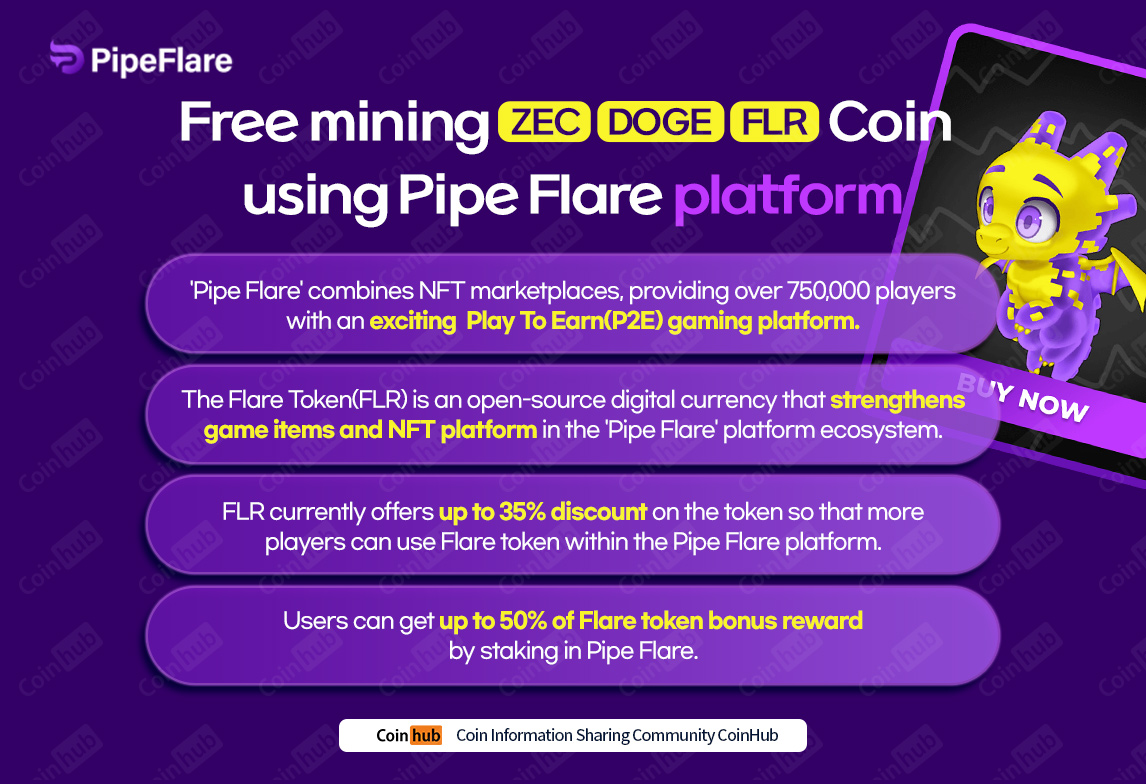 PipeFlare
Free mining ZEC DOGE FLR Coin
using Pipe Flare platform
'Pipe Flare' combines NFT marketplaces, providing over 750,000 players
with an exciting Play To Earn(P2E) gaming platform.
The Flare Token(FLR) is an open-source digital currency that strengthens
game items and NFT platform in the 'Pipe Flare' platform ecosystem.
BUY NOW
FLR currently offers up to 35% discount on the token so that more
players can use Flare token within the Pipe Flare platform.
Users can get up to 50% of Flare token bonus reward
by staking in Pipe Flare.
Coin hub Coin Information Sharing Community CoinHub